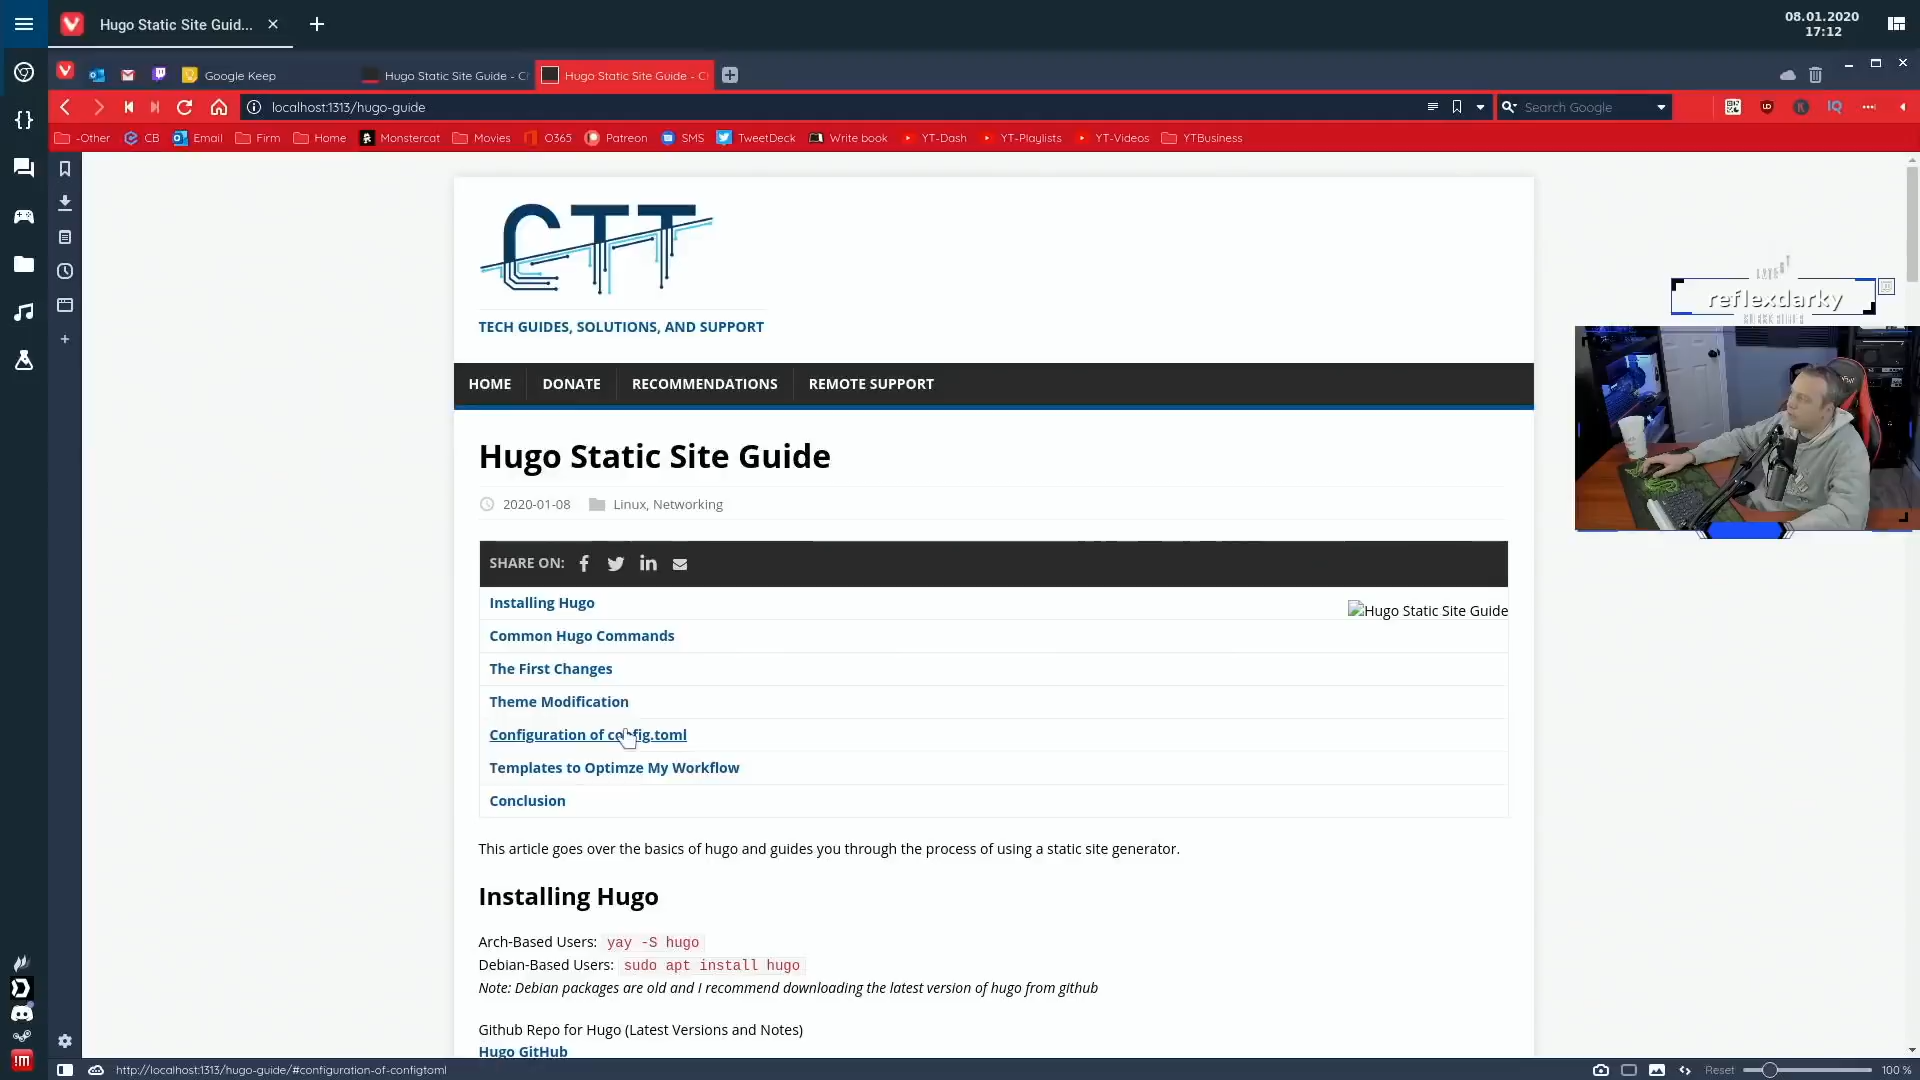 Hugo Static Site Guid...
08.01.2020
17:12
Google Keep
Hugo Static Site Guide - C
Hugo Static Site Guide - C
localhost:1313/hugo-guide
Search Google
-Other
CB
Email
Firm
Home
Monstercat
Movies
O365
Patreon
SMS
TweetDeck
Write book
YT-Dash
YT-Playlists
YT-Videos
YTBusiness
CTT
TECH GUIDES, SOLUTIONS, AND SUPPORT
HOME
DONATE
RECOMMENDATIONS
REMOTE SUPPORT
LATEST
reflexdarky
Hugo Static Site Guide
2020-01-08
Linux, Networking
SHARE ON:
Installing Hugo
Hugo Static Site Guide
Common Hugo Commands
The First Changes
Theme Modification
Configuration of config.toml
Templates to Optimze My Workflow
Conclusion
This article goes over the basics of hugo and guides you through the process of using a static site generator.
Installing Hugo
Arch-Based Users: yay -S hugo
Debian-Based Users: sudo apt install hugo
Note: Debian packages are old and I recommend downloading the latest version of hugo from github
Github Repo for Hugo (Latest Versions and Notes)
Hugo GitHub
http://localhost:1313/hugo-guide/#configuration-of-configtoml
Reset
100 %